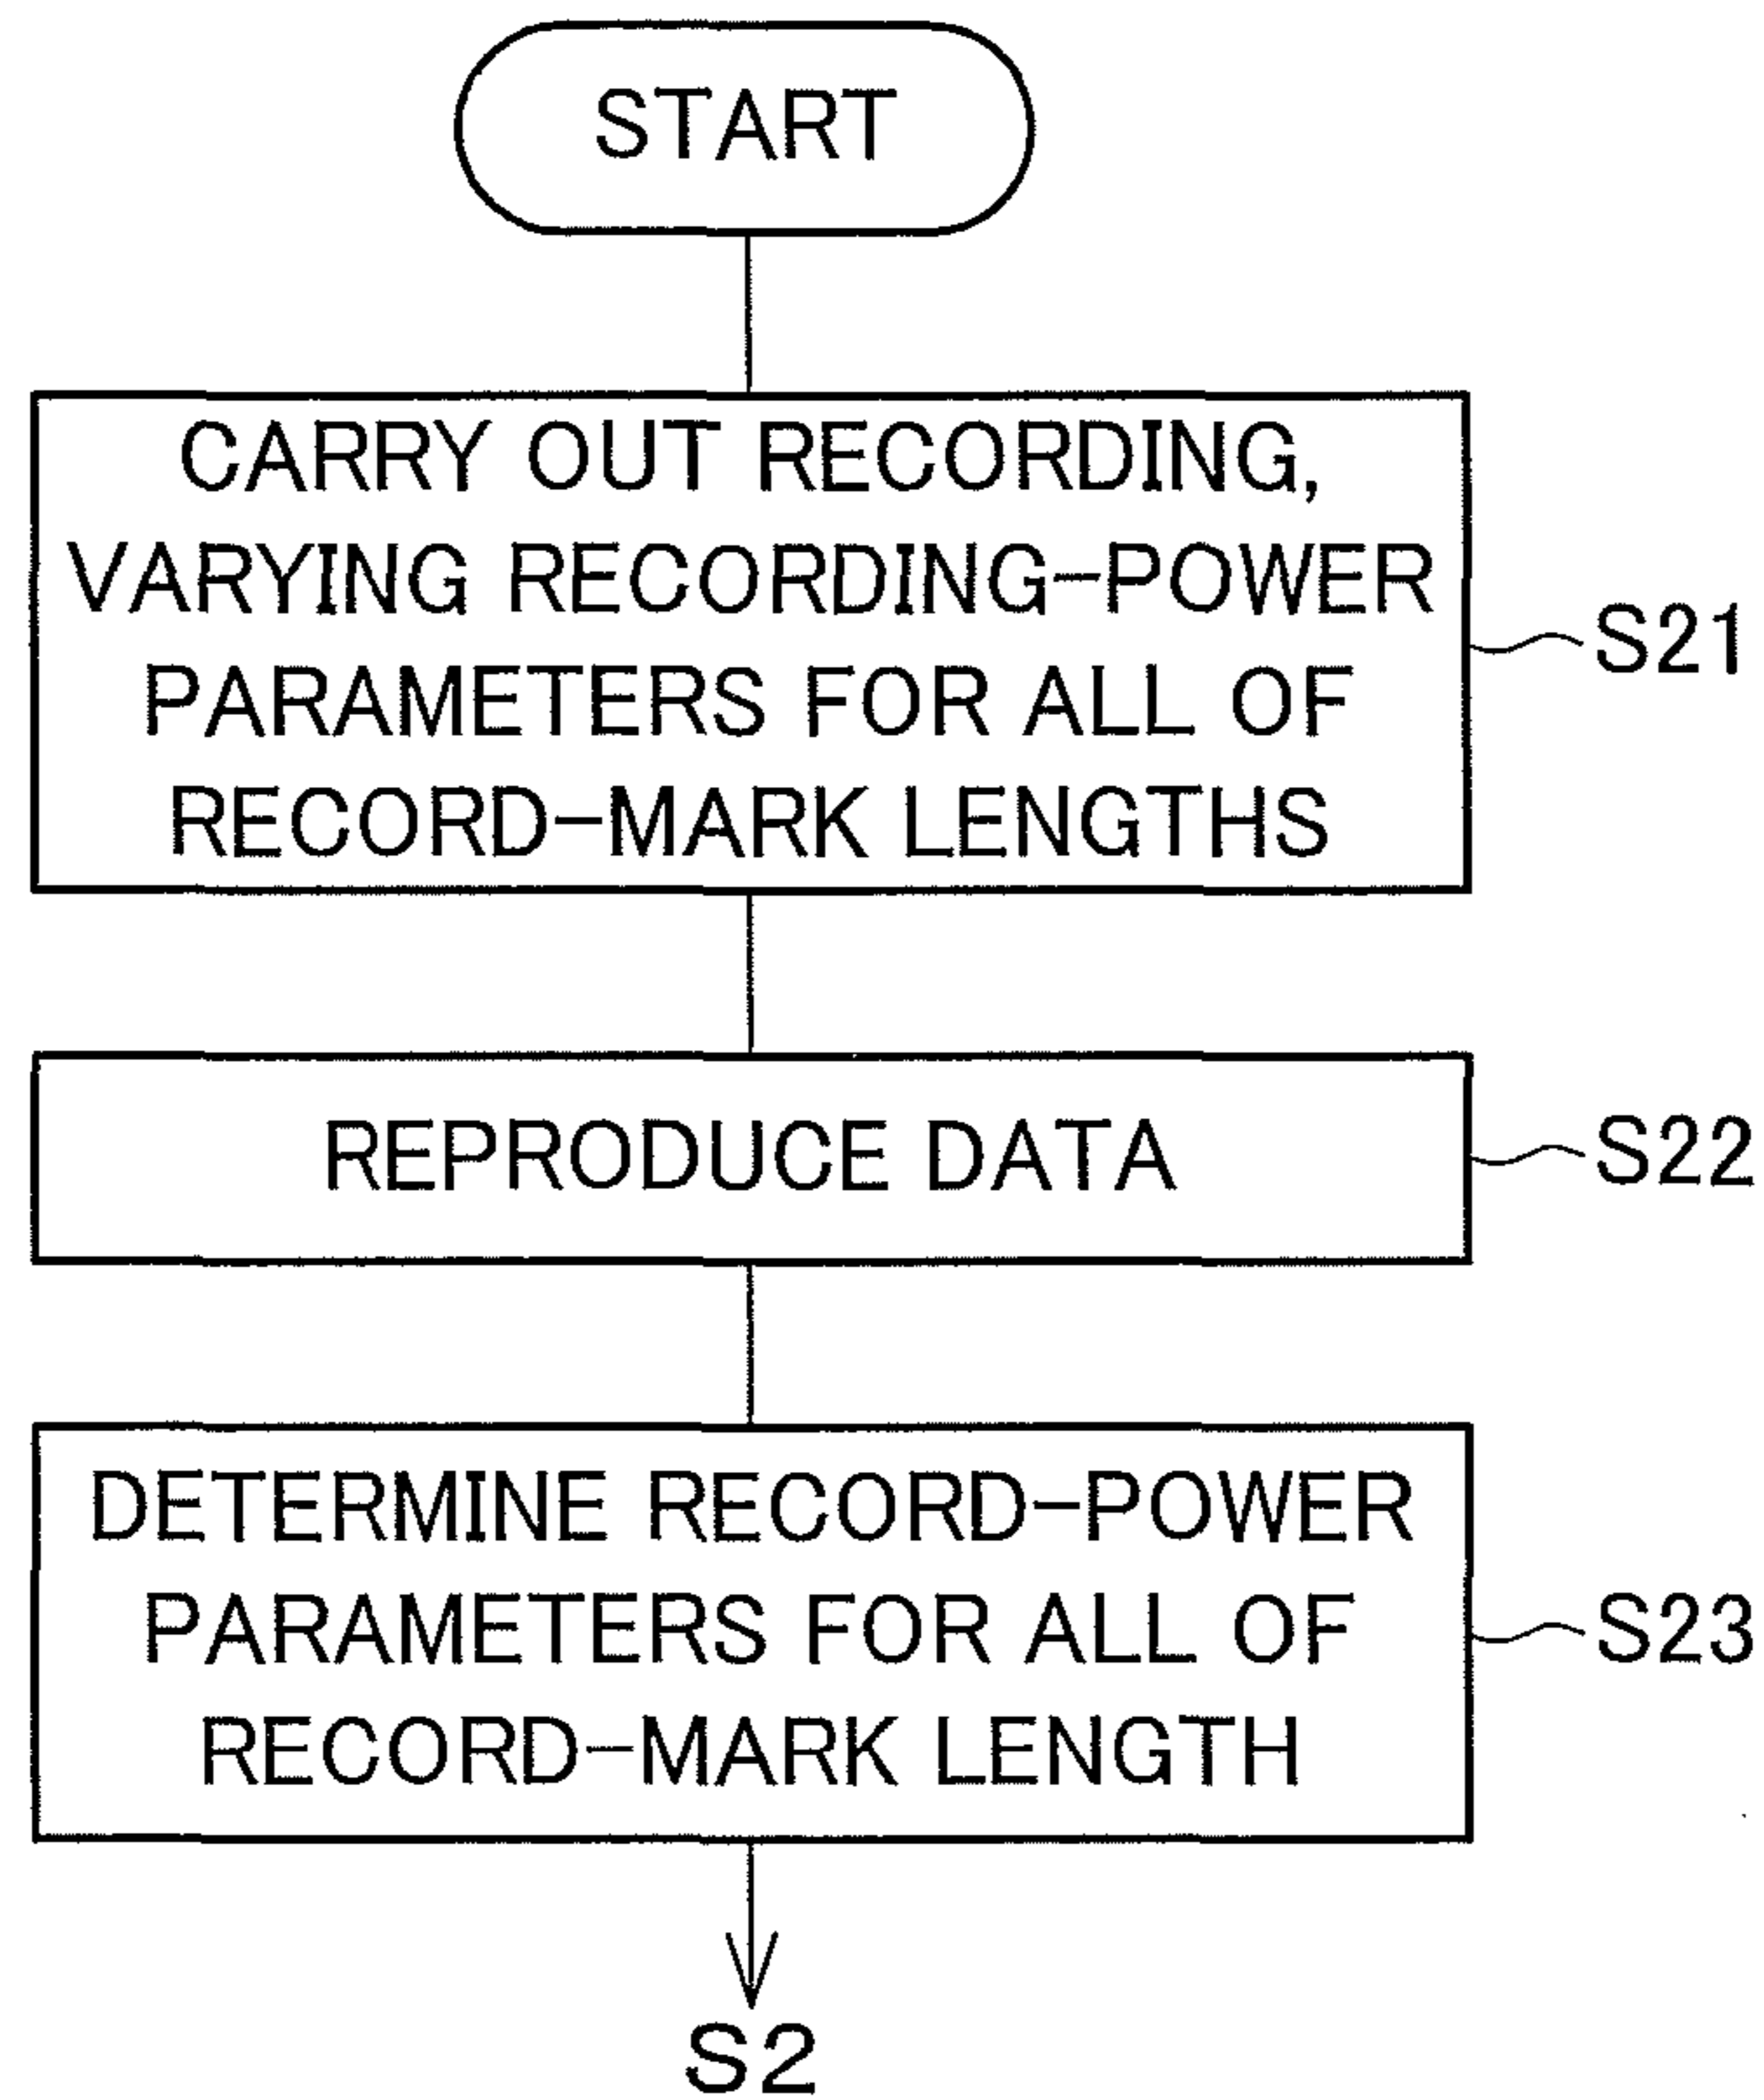 START
CARRY OUT RECORDING,
VARYING RECORDING-POWER
PARAMETERS FOR ALL OF
RECORD-MARK LENGTHS
S21
REPRODUCE DATA
S22
DETERMINE RECORD-POWER
PARAMETERS FOR ALL OF
RECORD-MARK LENGTH
S23
S2